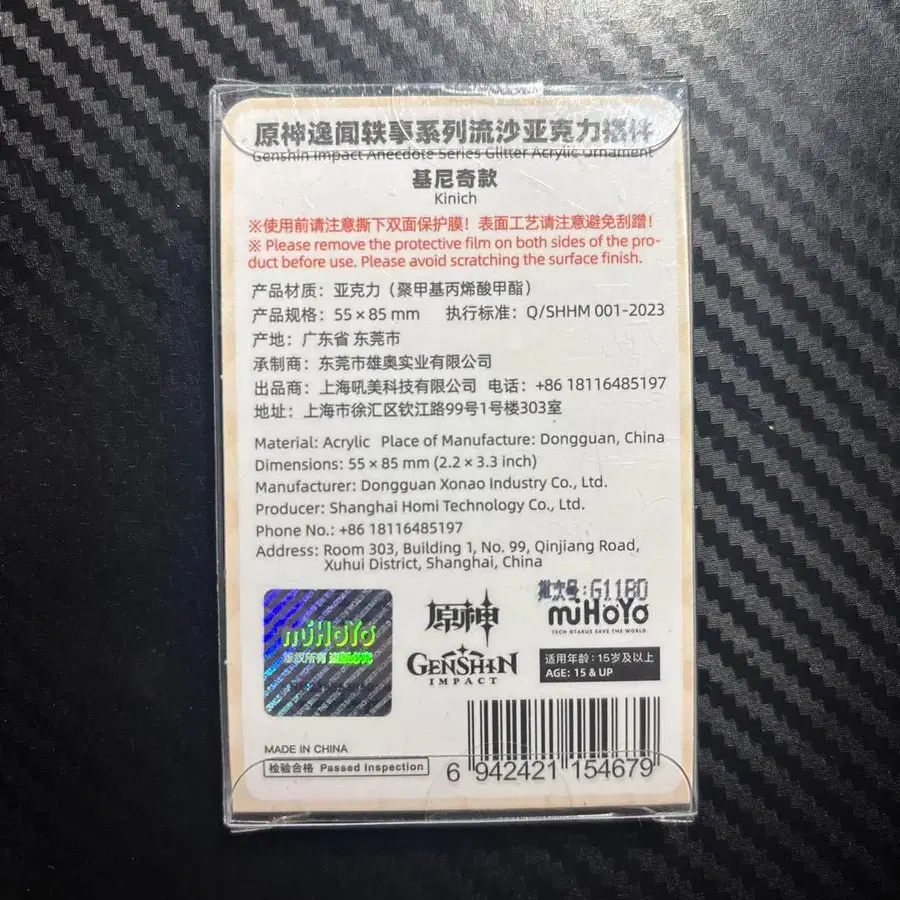 原神逸闻轶事系列流沙亚克力摆件
Genshin Impact Anecdote Series Glitter Acrylic Ornament
基尼奇款
Kinich
※使用前请注意撕下双面保护膜！表面工艺请注意避免刮蹭！
※ Please remove the protective film on both sides of the pro-
duct before use. Please avoid scratching the surface finish.
产品材质：亚克力（聚甲基丙烯酸甲酯）
产品规格：55 × 85 mm 执行标准：Q/SHHM 001-2023
产地：广东省 东莞市
承制商：东莞市雄奥实业有限公司
出品商：上海吼美科技有限公司 电话：+86 18116485197
地址：上海市徐汇区钦江路99号1号楼303室
Material: Acrylic Place of Manufacture: Dongguan, China
Dimensions: 55 × 85 mm (2.2 × 3.3 inch)
Manufacturer: Dongguan Xonao Industry Co., Ltd.
Producer: Shanghai Homi Technology Co., Ltd.
Phone No.: +86 18116485197
Address: Room 303, Building 1, No. 99, Qinjiang Road,
Xuhui District, Shanghai, China
miHoYo
版权所有 盗版必究
原神
GENSHIN
IMPACT
批次号:G11BD
miHoYo
TECH OTAKUS SAVE THE WORLD
适用年龄：15岁及以上
AGE: 15 & UP
MADE IN CHINA
检验合格 Passed Inspection
6 942421 154679